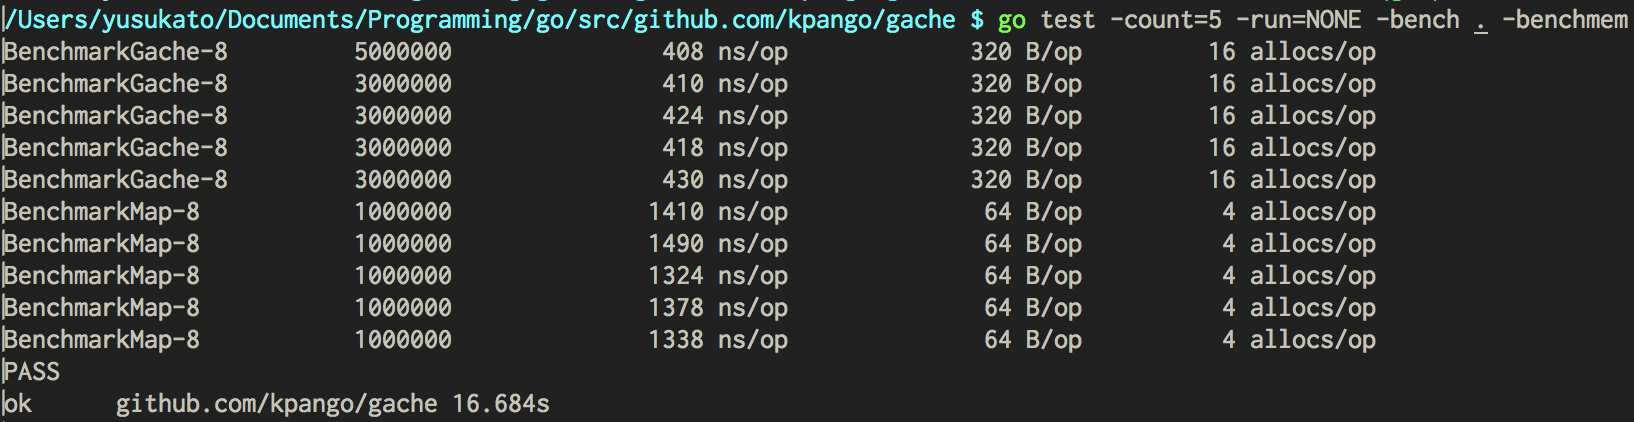 /Users/yusukato/Documents/Programming/go/src/github.com/kpango/gache $ go test -count=5 -run=NONE -bench . -benchmem
BenchmarkGache-8 5000000 408 ns/op 320 B/op 16 allocs/op
BenchmarkGache-8 3000000 410 ns/op 320 B/op 16 allocs/op
BenchmarkGache-8 3000000 424 ns/op 320 B/op 16 allocs/op
BenchmarkGache-8 3000000 418 ns/op 320 B/op 16 allocs/op
BenchmarkGache-8 3000000 430 ns/op 320 B/op 16 allocs/op
BenchmarkMap-8 1000000 1410 ns/op 64 B/op 4 allocs/op
BenchmarkMap-8 1000000 1490 ns/op 64 B/op 4 allocs/op
BenchmarkMap-8 1000000 1324 ns/op 64 B/op 4 allocs/op
BenchmarkMap-8 1000000 1378 ns/op 64 B/op 4 allocs/op
BenchmarkMap-8 1000000 1338 ns/op 64 B/op 4 allocs/op
PASS
ok github.com/kpango/gache 16.684s